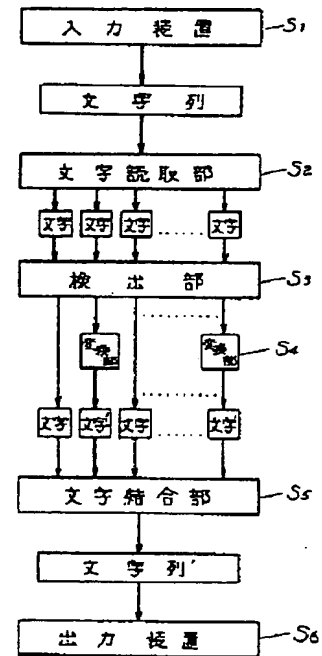 入力装置 S1
文字列
文字読取部 S2
文字 文字 文字 ........ 文字
検出部 S3
........
変換部 変換部 S4
........
文字 文字' 文字 ........ 文字'
文字結合部 S5
文字列'
出力装置 S6